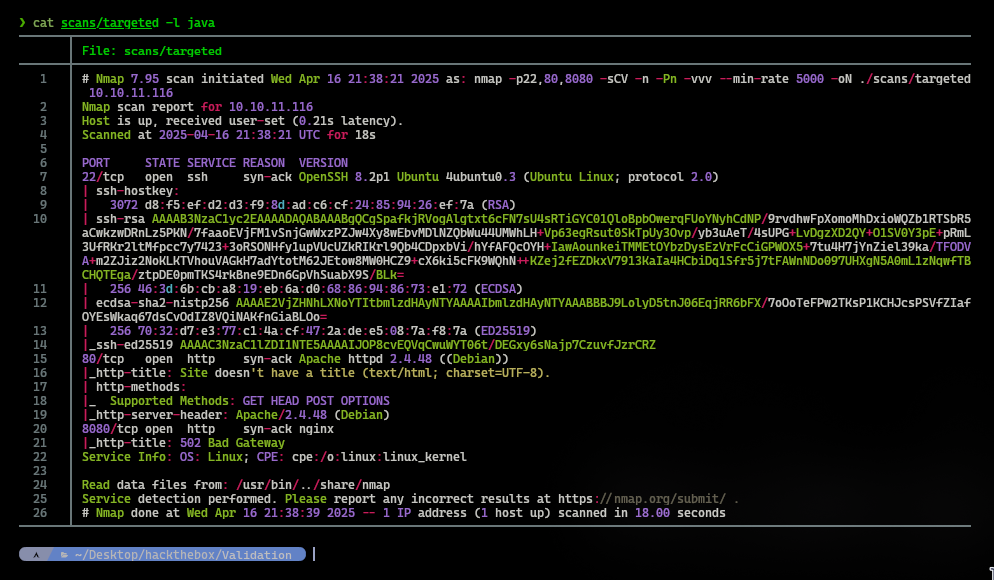 ❯ cat scans/targeted -l java
File: scans/targeted
1 # Nmap 7.95 scan initiated Wed Apr 16 21:38:21 2025 as: nmap -p22,80,8080 -sCV -n -Pn -vvv --min-rate 5000 -oN ./scans/targeted
10.10.11.116
2 Nmap scan report for 10.10.11.116
3 Host is up, received user-set (0.21s latency).
4 Scanned at 2025-04-16 21:38:21 UTC for 18s
5
6 PORT     STATE SERVICE REASON  VERSION
7 22/tcp   open  ssh     syn-ack OpenSSH 8.2p1 Ubuntu 4ubuntu0.3 (Ubuntu Linux; protocol 2.0)
8 | ssh-hostkey:
9 |   3072 d8:f5:ef:d2:d3:f9:8d:ad:c6:cf:24:85:94:26:ef:7a (RSA)
10 | ssh-rsa AAAAB3NzaC1yc2EAAAADAQABAAABgQCgSpafkjRVogAlgtxt6cFN7sU4sRTiGYC01QloBpbOwerqFUoYNyhCdNP/9rvdhwFpXomoMhDxioWQZb1RTSbR5
aCwkzwDRnLz5PKN/7faaoEVjFM1vSnjGwWxzPZJw4Xy8wEbvMDlNZQbWu44UMWhLH+Vp63egRsut0SkTpUy3Ovp/yb3uAeT/4sUPG+LvDgzXD2QY+O1SV0Y3pE+pRmL
3UfRKr2ltMfpcc7y7423+3oRSONHfy1upVUcUZkRIKrl9Qb4CDpxbVi/hYfAFQcOYH+IawAounkeiTMMEtOYbzDysEzVrFcCiGPWOX5+7tu4H7jYnZiel39ka/TFODV
A+m2ZJiz2NoKLKTVhouVAGkH7adYtotM62JEtow8MW0HCZ9+cX6ki5cFK9WQhN++KZej2fEZDkxV7913KaIa4HCbiDq1Sfr5j7tFAWnNDo097UHXgN5A0mL1zNqwfTB
CHQTEga/ztpDE0pmTKS4rkBne9EDn6GpVhSuabX9S/BLk=
11 |   256 46:3d:6b:cb:a8:19:eb:6a:d0:68:86:94:86:73:e1:72 (ECDSA)
12 | ecdsa-sha2-nistp256 AAAAE2VjZHNhLXNoYTItbmlzdHAyNTYAAAAIbmlzdHAyNTYAAABBBJ9LolyD5tnJ06EqjRR6bFX/7oOoTeFPw2TKsP1KCHJcsPSVfZIaf
OYEsWkaq67dsCvOdIZ8VQiNAKfnGiaBLOo=
13 |   256 70:32:d7:e3:77:c1:4a:cf:47:2a:de:e5:08:7a:f8:7a (ED25519)
14 |_ssh-ed25519 AAAAC3NzaC1lZDI1NTE5AAAAIJOP8cvEQVqCwuWYT06t/DEGxy6sNajp7CzuvfJzrCRZ
15 80/tcp   open  http    syn-ack Apache httpd 2.4.48 ((Debian))
16 |_http-title: Site doesn't have a title (text/html; charset=UTF-8).
17 | http-methods:
18 |_  Supported Methods: GET HEAD POST OPTIONS
19 |_http-server-header: Apache/2.4.48 (Debian)
20 8080/tcp open  http    syn-ack nginx
21 |_http-title: 502 Bad Gateway
22 Service Info: OS: Linux; CPE: cpe:/o:linux:linux_kernel
23
24 Read data files from: /usr/bin/../share/nmap
25 Service detection performed. Please report any incorrect results at https://nmap.org/submit/ .
26 # Nmap done at Wed Apr 16 21:38:39 2025 -- 1 IP address (1 host up) scanned in 18.00 seconds
~/Desktop/hackthebox/Validation